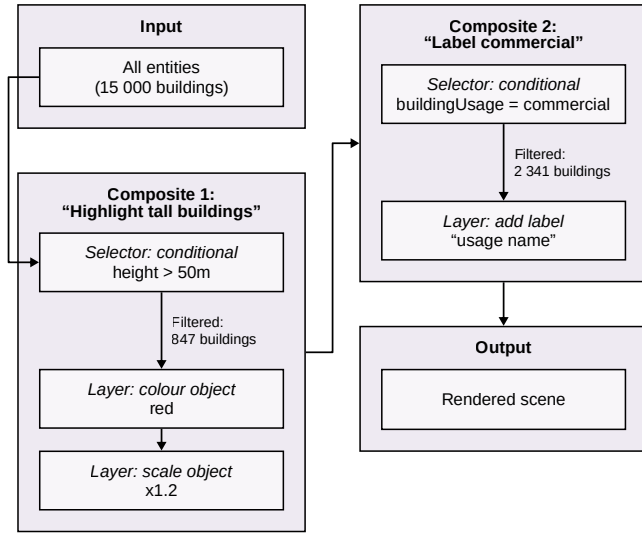 Input
All entities
(15 000 buildings)
Composite 1:
“Highlight tall buildings”
Selector: conditional
height > 50m
Filtered:
847 buildings
Layer: colour object
red
Layer: scale object
x1.2
Composite 2:
“Label commercial”
Selector: conditional
buildingUsage = commercial
Filtered:
2 341 buildings
Layer: add label
“usage name”
Output
Rendered scene